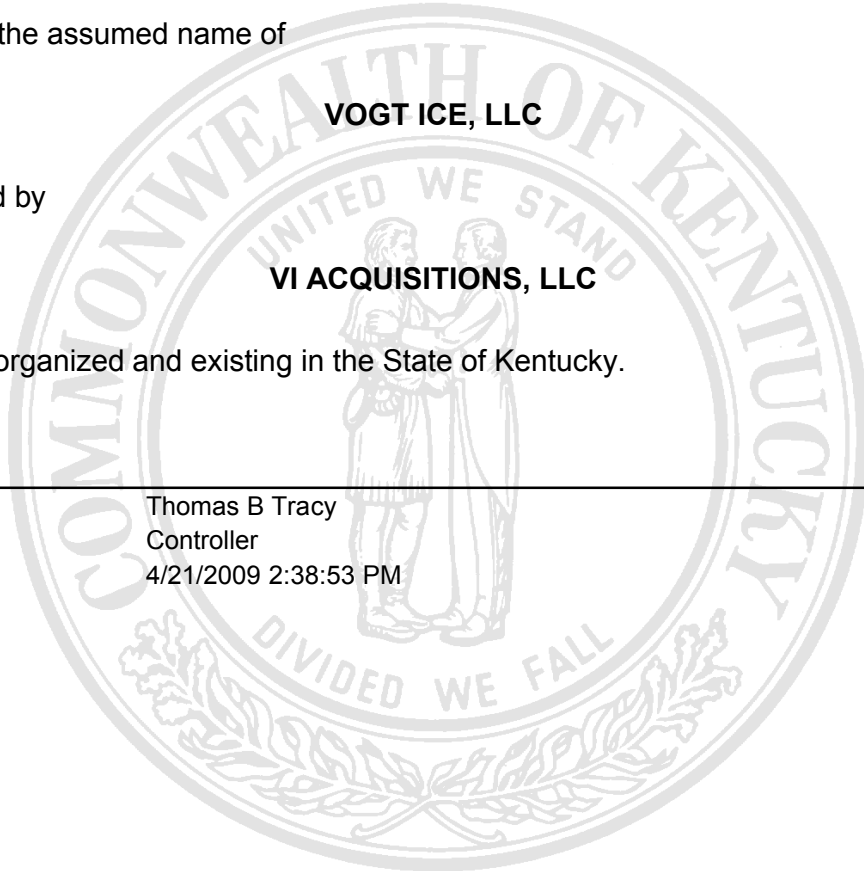 the assumed name of
VOGT ICE, LLC
d by
VI ACQUISITIONS, LLC
organized and existing in the State of Kentucky.
Thomas B Tracy
Controller
4/21/2009 2:38:53 PM
COMMONWEALTH OF KENTUCKY
UNITED WE STAND
DIVIDED WE FALL